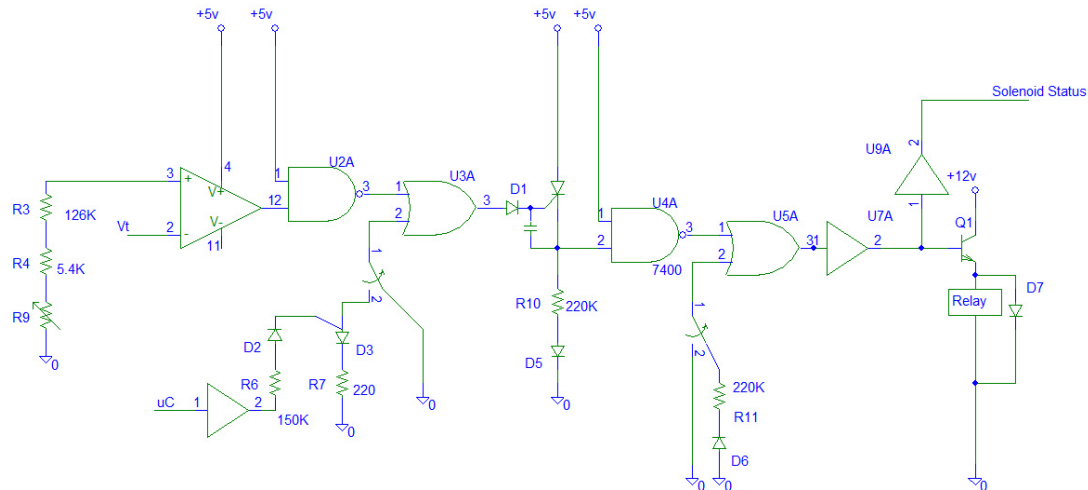 +5v +5v +5v +5v
Solenoid Status
4 2
U9A
U2A
+12v
3 + 1 U3A
V+ 3 1 D1 1 U4A 1
R3 126K 12 3 3 U5A U7A Q1
V- 2 2 1
Vt 2 - 11 2 7400 2 31 2
R4 5.4K 1 R10 220K Relay D7
R9 2 1
D2 D3 D5 2
0 R6 R7 220 220K
uC 1 2 150K 0 0 0 R11
D6
0 0 0